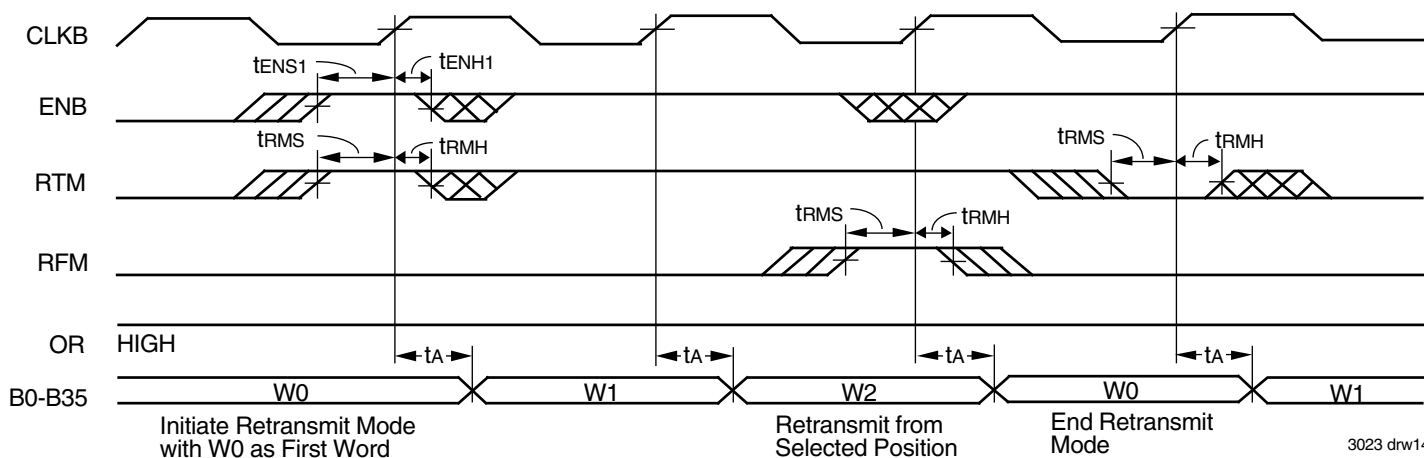 CLKB
tENS1 tENH1
ENB
tRMS tRMH tRMS tRMH
RTM
tRMS tRMH
RFM
OR HIGH
tA tA tA tA
B0-B35 W0 W1 W2 W0 W1
Initiate Retransmit Mode
with W0 as First Word
Retransmit from
Selected Position
End Retransmit
Mode
3023 drw14